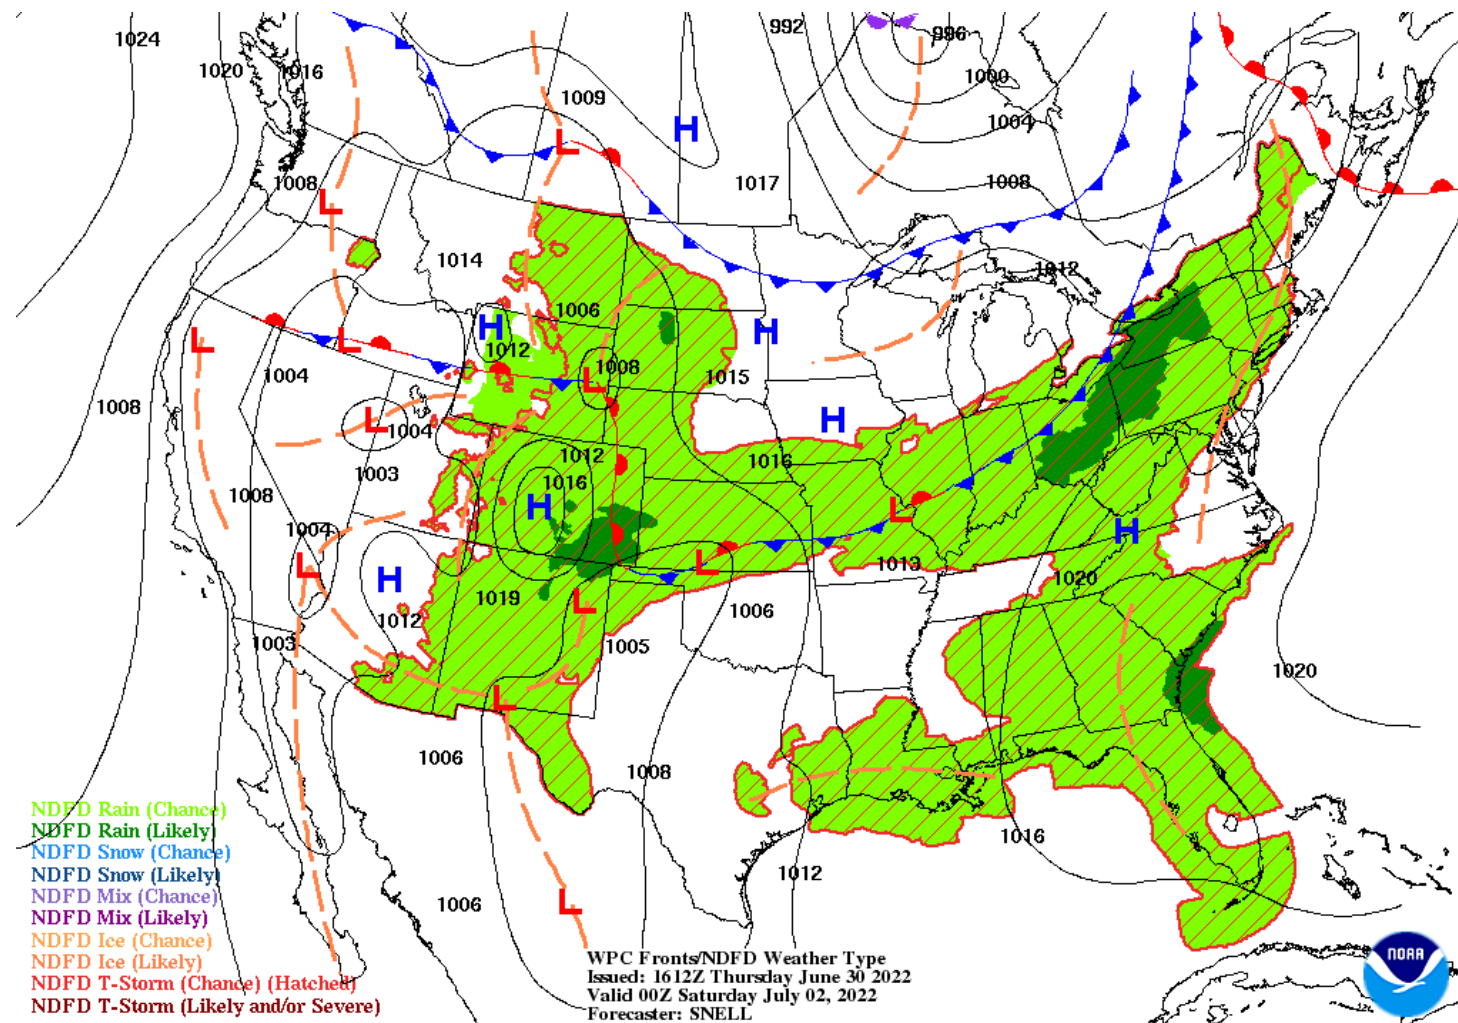 1024
1020
1016
992
996
1000
1009
1004
1008
1017
1008
1014
1012
1006
1012
1008
1015
1004
1008
1004
1012
1016
1003
1016
1008
1004
1013
1020
1019
1012
1006
1003
1005
1020
1006
1008
1016
1012
1006
H
H
H
H
H
H
H
H
L
L
L
L
L
L
L
L
L
L
L
L
L
NDFD Rain (Chance)
NDFD Rain (Likely)
NDFD Snow (Chance)
NDFD Snow (Likely)
NDFD Mix (Chance)
NDFD Mix (Likely)
NDFD Ice (Chance)
NDFD Ice (Likely)
NDFD T-Storm (Chance) (Hatched)
NDFD T-Storm (Likely and/or Severe)
WPC Fronts/NDFD Weather Type
Issued: 1612Z Thursday June 30 2022
Valid 00Z Saturday July 02, 2022
Forecaster: SNELL
NOAA